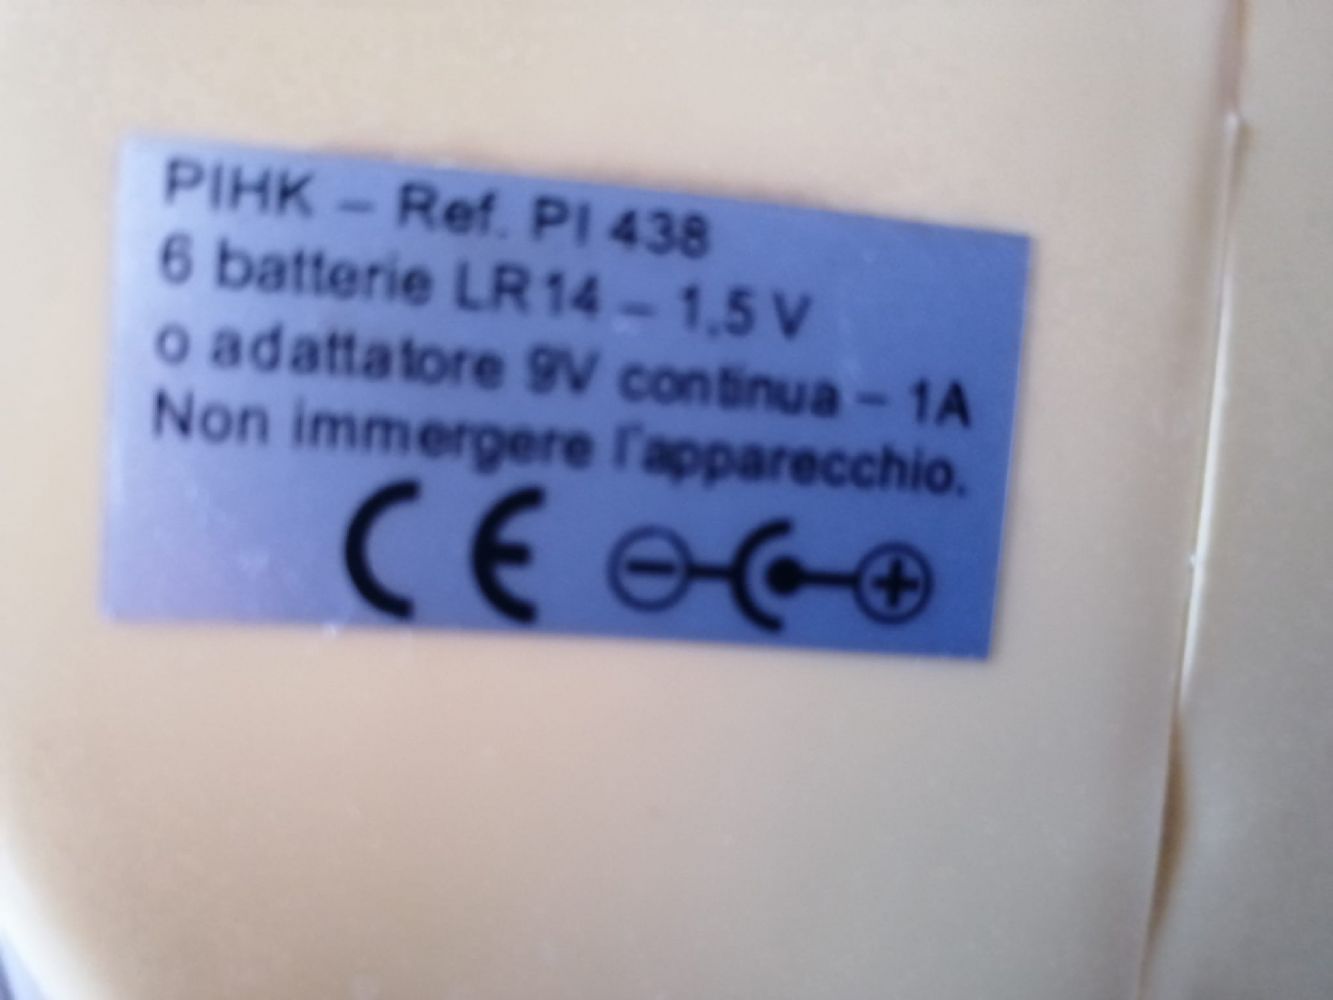 PIHK – Ref. PI 438
6 batterie LR14 – 1,5 V
o adattatore 9V continua – 1A
Non immergere l'apparecchio.
CE